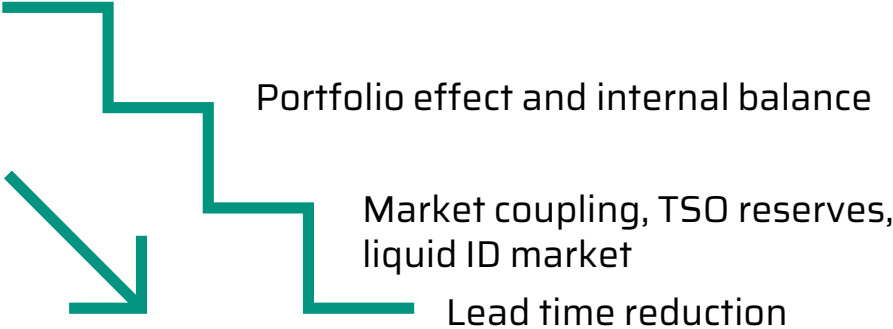 Portfolio effect and internal balance
Market coupling, TSO reserves,
liquid ID market
Lead time reduction